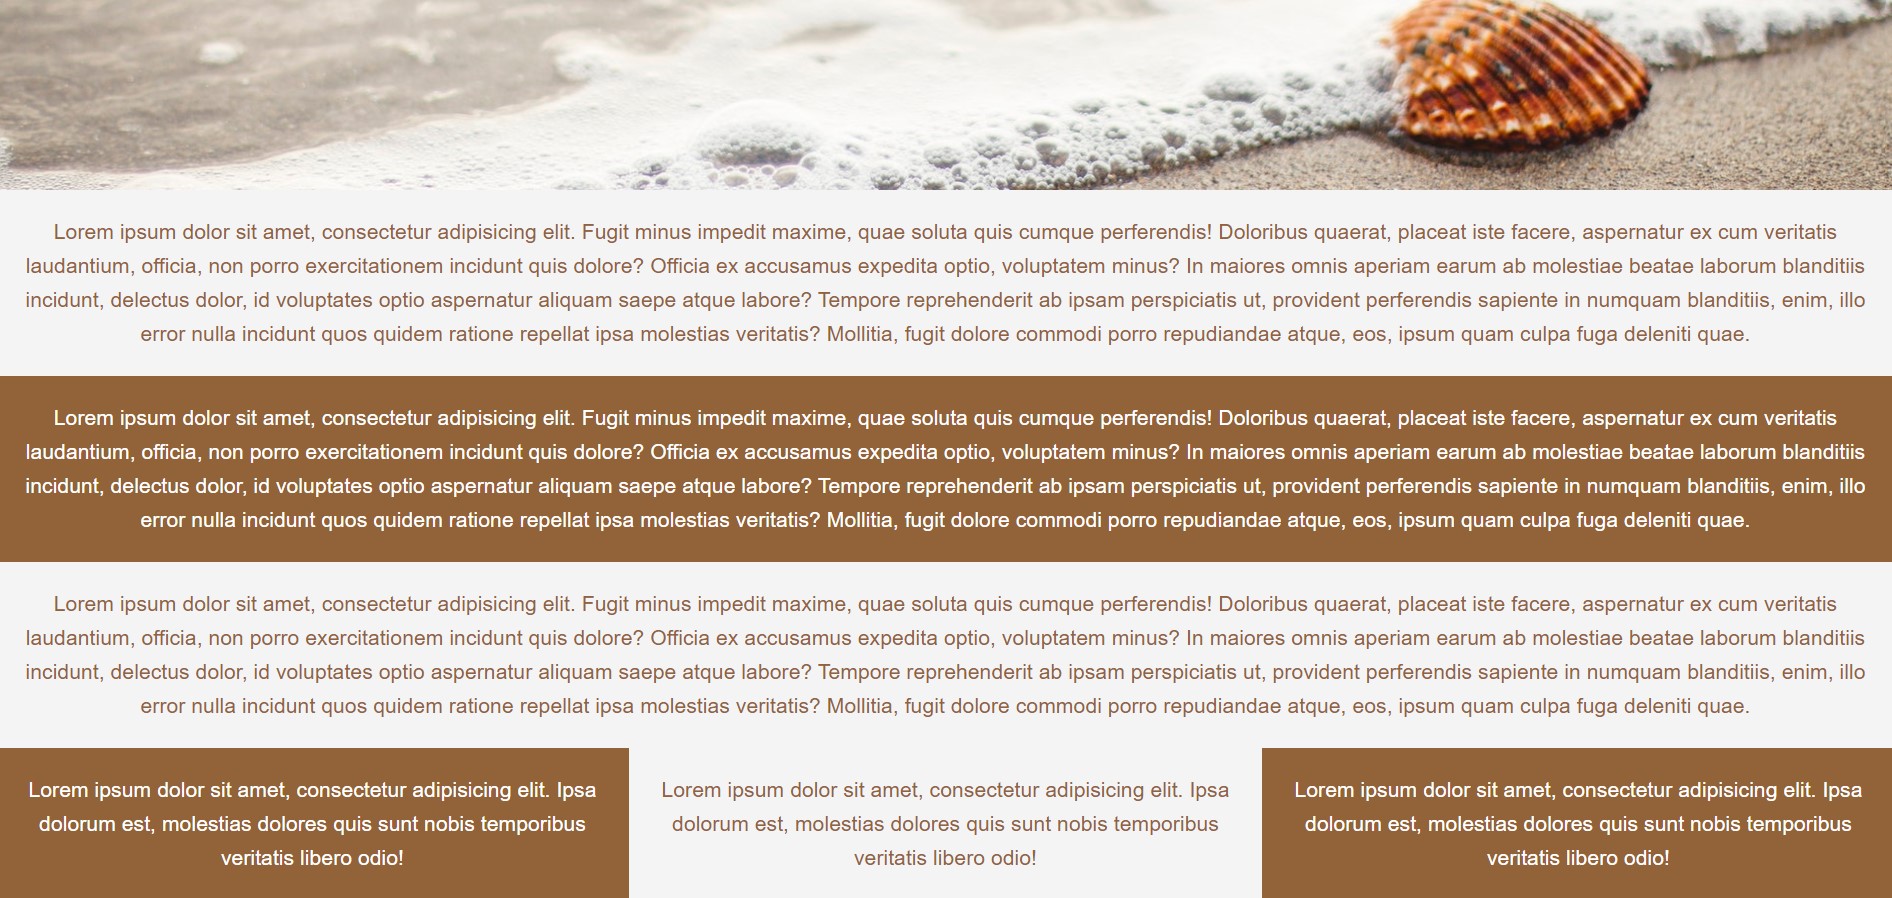 Lorem ipsum dolor sit amet, consectetur adipisicing elit. Fugit minus impedit maxime, quae soluta quis cumque perferendis! Doloribus quaerat, placeat iste facere, aspernatur ex cum veritatis
laudantium, officia, non porro exercitationem incidunt quis dolore? Officia ex accusamus expedita optio, voluptatem minus? In maiores omnis aperiam earum ab molestiae beatae laborum blanditiis
incidunt, delectus dolor, id voluptates optio aspernatur aliquam saepe atque labore? Tempore reprehenderit ab ipsam perspiciatis ut, provident perferendis sapiente in numquam blanditiis, enim, illo
error nulla incidunt quos quidem ratione repellat ipsa molestias veritatis? Mollitia, fugit dolore commodi porro repudiandae atque, eos, ipsum quam culpa fuga deleniti quae.
Lorem ipsum dolor sit amet, consectetur adipisicing elit. Fugit minus impedit maxime, quae soluta quis cumque perferendis! Doloribus quaerat, placeat iste facere, aspernatur ex cum veritatis
laudantium, officia, non porro exercitationem incidunt quis dolore? Officia ex accusamus expedita optio, voluptatem minus? In maiores omnis aperiam earum ab molestiae beatae laborum blanditiis
incidunt, delectus dolor, id voluptates optio aspernatur aliquam saepe atque labore? Tempore reprehenderit ab ipsam perspiciatis ut, provident perferendis sapiente in numquam blanditiis, enim, illo
error nulla incidunt quos quidem ratione repellat ipsa molestias veritatis? Mollitia, fugit dolore commodi porro repudiandae atque, eos, ipsum quam culpa fuga deleniti quae.
Lorem ipsum dolor sit amet, consectetur adipisicing elit. Fugit minus impedit maxime, quae soluta quis cumque perferendis! Doloribus quaerat, placeat iste facere, aspernatur ex cum veritatis
laudantium, officia, non porro exercitationem incidunt quis dolore? Officia ex accusamus expedita optio, voluptatem minus? In maiores omnis aperiam earum ab molestiae beatae laborum blanditiis
incidunt, delectus dolor, id voluptates optio aspernatur aliquam saepe atque labore? Tempore reprehenderit ab ipsam perspiciatis ut, provident perferendis sapiente in numquam blanditiis, enim, illo
error nulla incidunt quos quidem ratione repellat ipsa molestias veritatis? Mollitia, fugit dolore commodi porro repudiandae atque, eos, ipsum quam culpa fuga deleniti quae.
Lorem ipsum dolor sit amet, consectetur adipisicing elit. Ipsa
dolorum est, molestias dolores quis sunt nobis temporibus
veritatis libero odio!
Lorem ipsum dolor sit amet, consectetur adipisicing elit. Ipsa
dolorum est, molestias dolores quis sunt nobis temporibus
veritatis libero odio!
Lorem ipsum dolor sit amet, consectetur adipisicing elit. Ipsa
dolorum est, molestias dolores quis sunt nobis temporibus
veritatis libero odio!